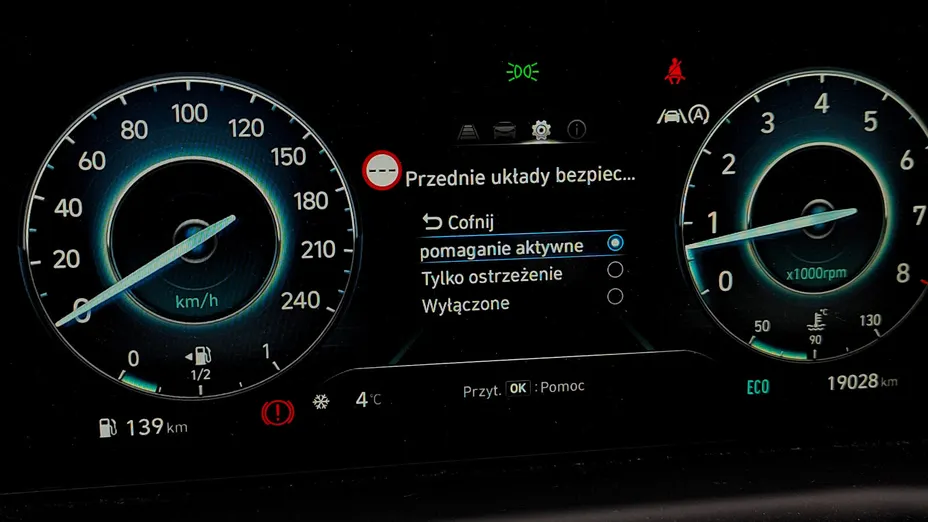 0
20
40
60
80
100
120
150
180
210
240
km/h
0
1/2
1
139 km
4°C
Przednie układy bezpiec...
Cofnij
pomaganie aktywne
Tylko ostrzeżenie
Wyłączone
Przyt. OK : Pomoc
A
0
1
2
3
4
5
6
7
8
x1000rpm
°C
50
90
130
ECO
19028 km